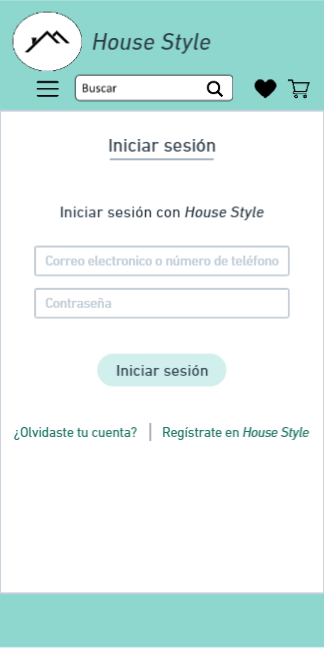 House Style
Buscar
Iniciar sesión
Iniciar sesión con House Style
Correo electronico o número de teléfono
Contraseña
Iniciar sesión
¿Olvidaste tu cuenta? | Regístrate en House Style